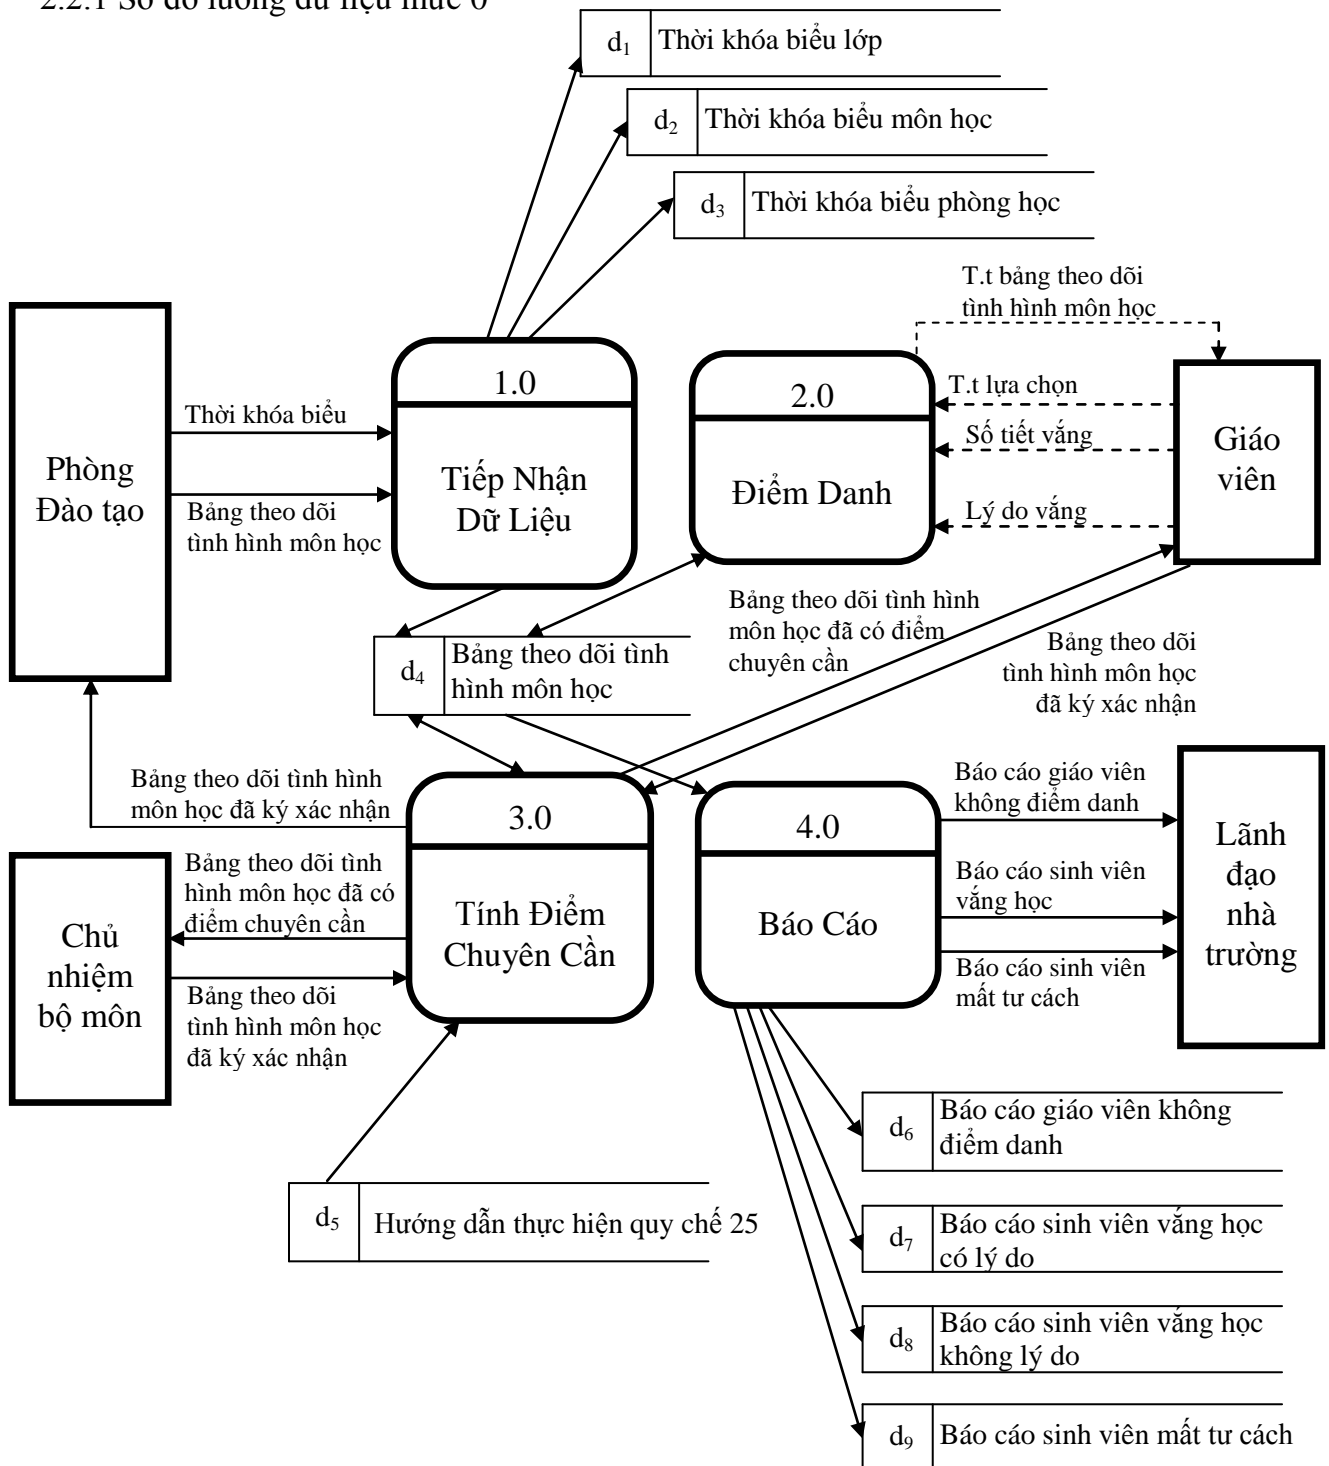 2.2.1 Sơ đồ luồng dữ liệu mức 0
d1 Thời khóa biểu lớp
d2 Thời khóa biểu môn học
d3 Thời khóa biểu phòng học
T.t bảng theo dõi
tình hình môn học
1.0
Tiếp Nhận
Dữ Liệu
2.0
Điểm Danh
Phòng
Đào tạo
Thời khóa biểu
Bảng theo dõi
tình hình môn học
T.t lựa chọn
Số tiết vắng
Lý do vắng
Giáo
viên
d4 Bảng theo dõi tình
hình môn học
Bảng theo dõi tình hình
môn học đã có điểm
chuyên cần
Bảng theo dõi
tình hình môn học
đã ký xác nhận
Bảng theo dõi tình hình
môn học đã ký xác nhận
3.0
Tính Điểm
Chuyên Cần
4.0
Báo Cáo
Báo cáo giáo viên
không điểm danh
Báo cáo sinh viên
vắng học
Báo cáo sinh viên
mất tư cách
Lãnh
đạo
nhà
trường
Chủ
nhiệm
bộ môn
Bảng theo dõi tình
hình môn học đã có
điểm chuyên cần
Bảng theo dõi
tình hình môn học
đã ký xác nhận
d5 Hướng dẫn thực hiện quy chế 25
d6 Báo cáo giáo viên không
điểm danh
d7 Báo cáo sinh viên vắng học
có lý do
d8 Báo cáo sinh viên vắng học
không lý do
d9 Báo cáo sinh viên mất tư cách